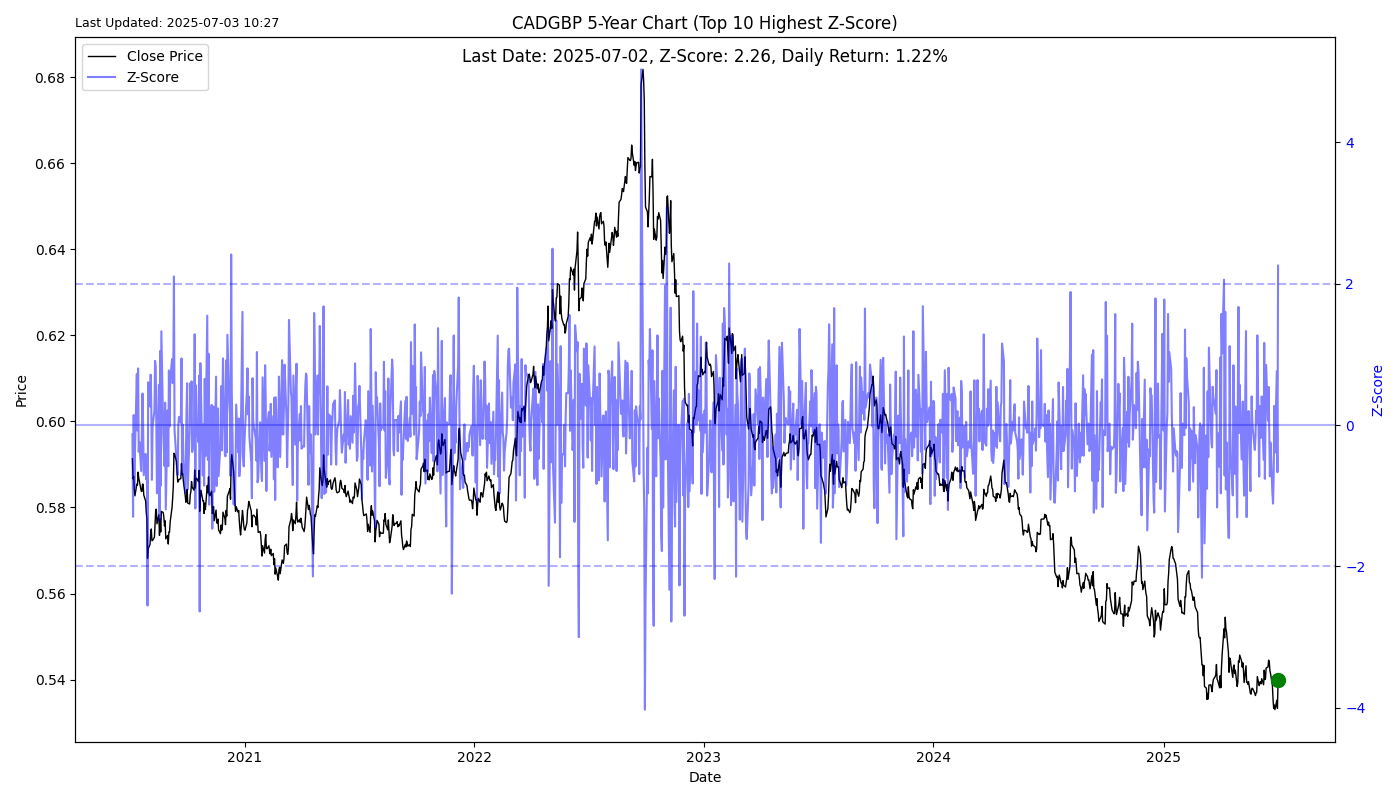 Last Updated: 2025-07-03 10:27
CADGBP 5-Year Chart (Top 10 Highest Z-Score)
Last Date: 2025-07-02, Z-Score: 2.26, Daily Return: 1.22%
Close Price
Z-Score
0.68
0.66
0.64
0.62
0.60
0.58
0.56
0.54
Price
4
2
0
−2
−4
Z-Score
2021
2022
2023
2024
2025
Date